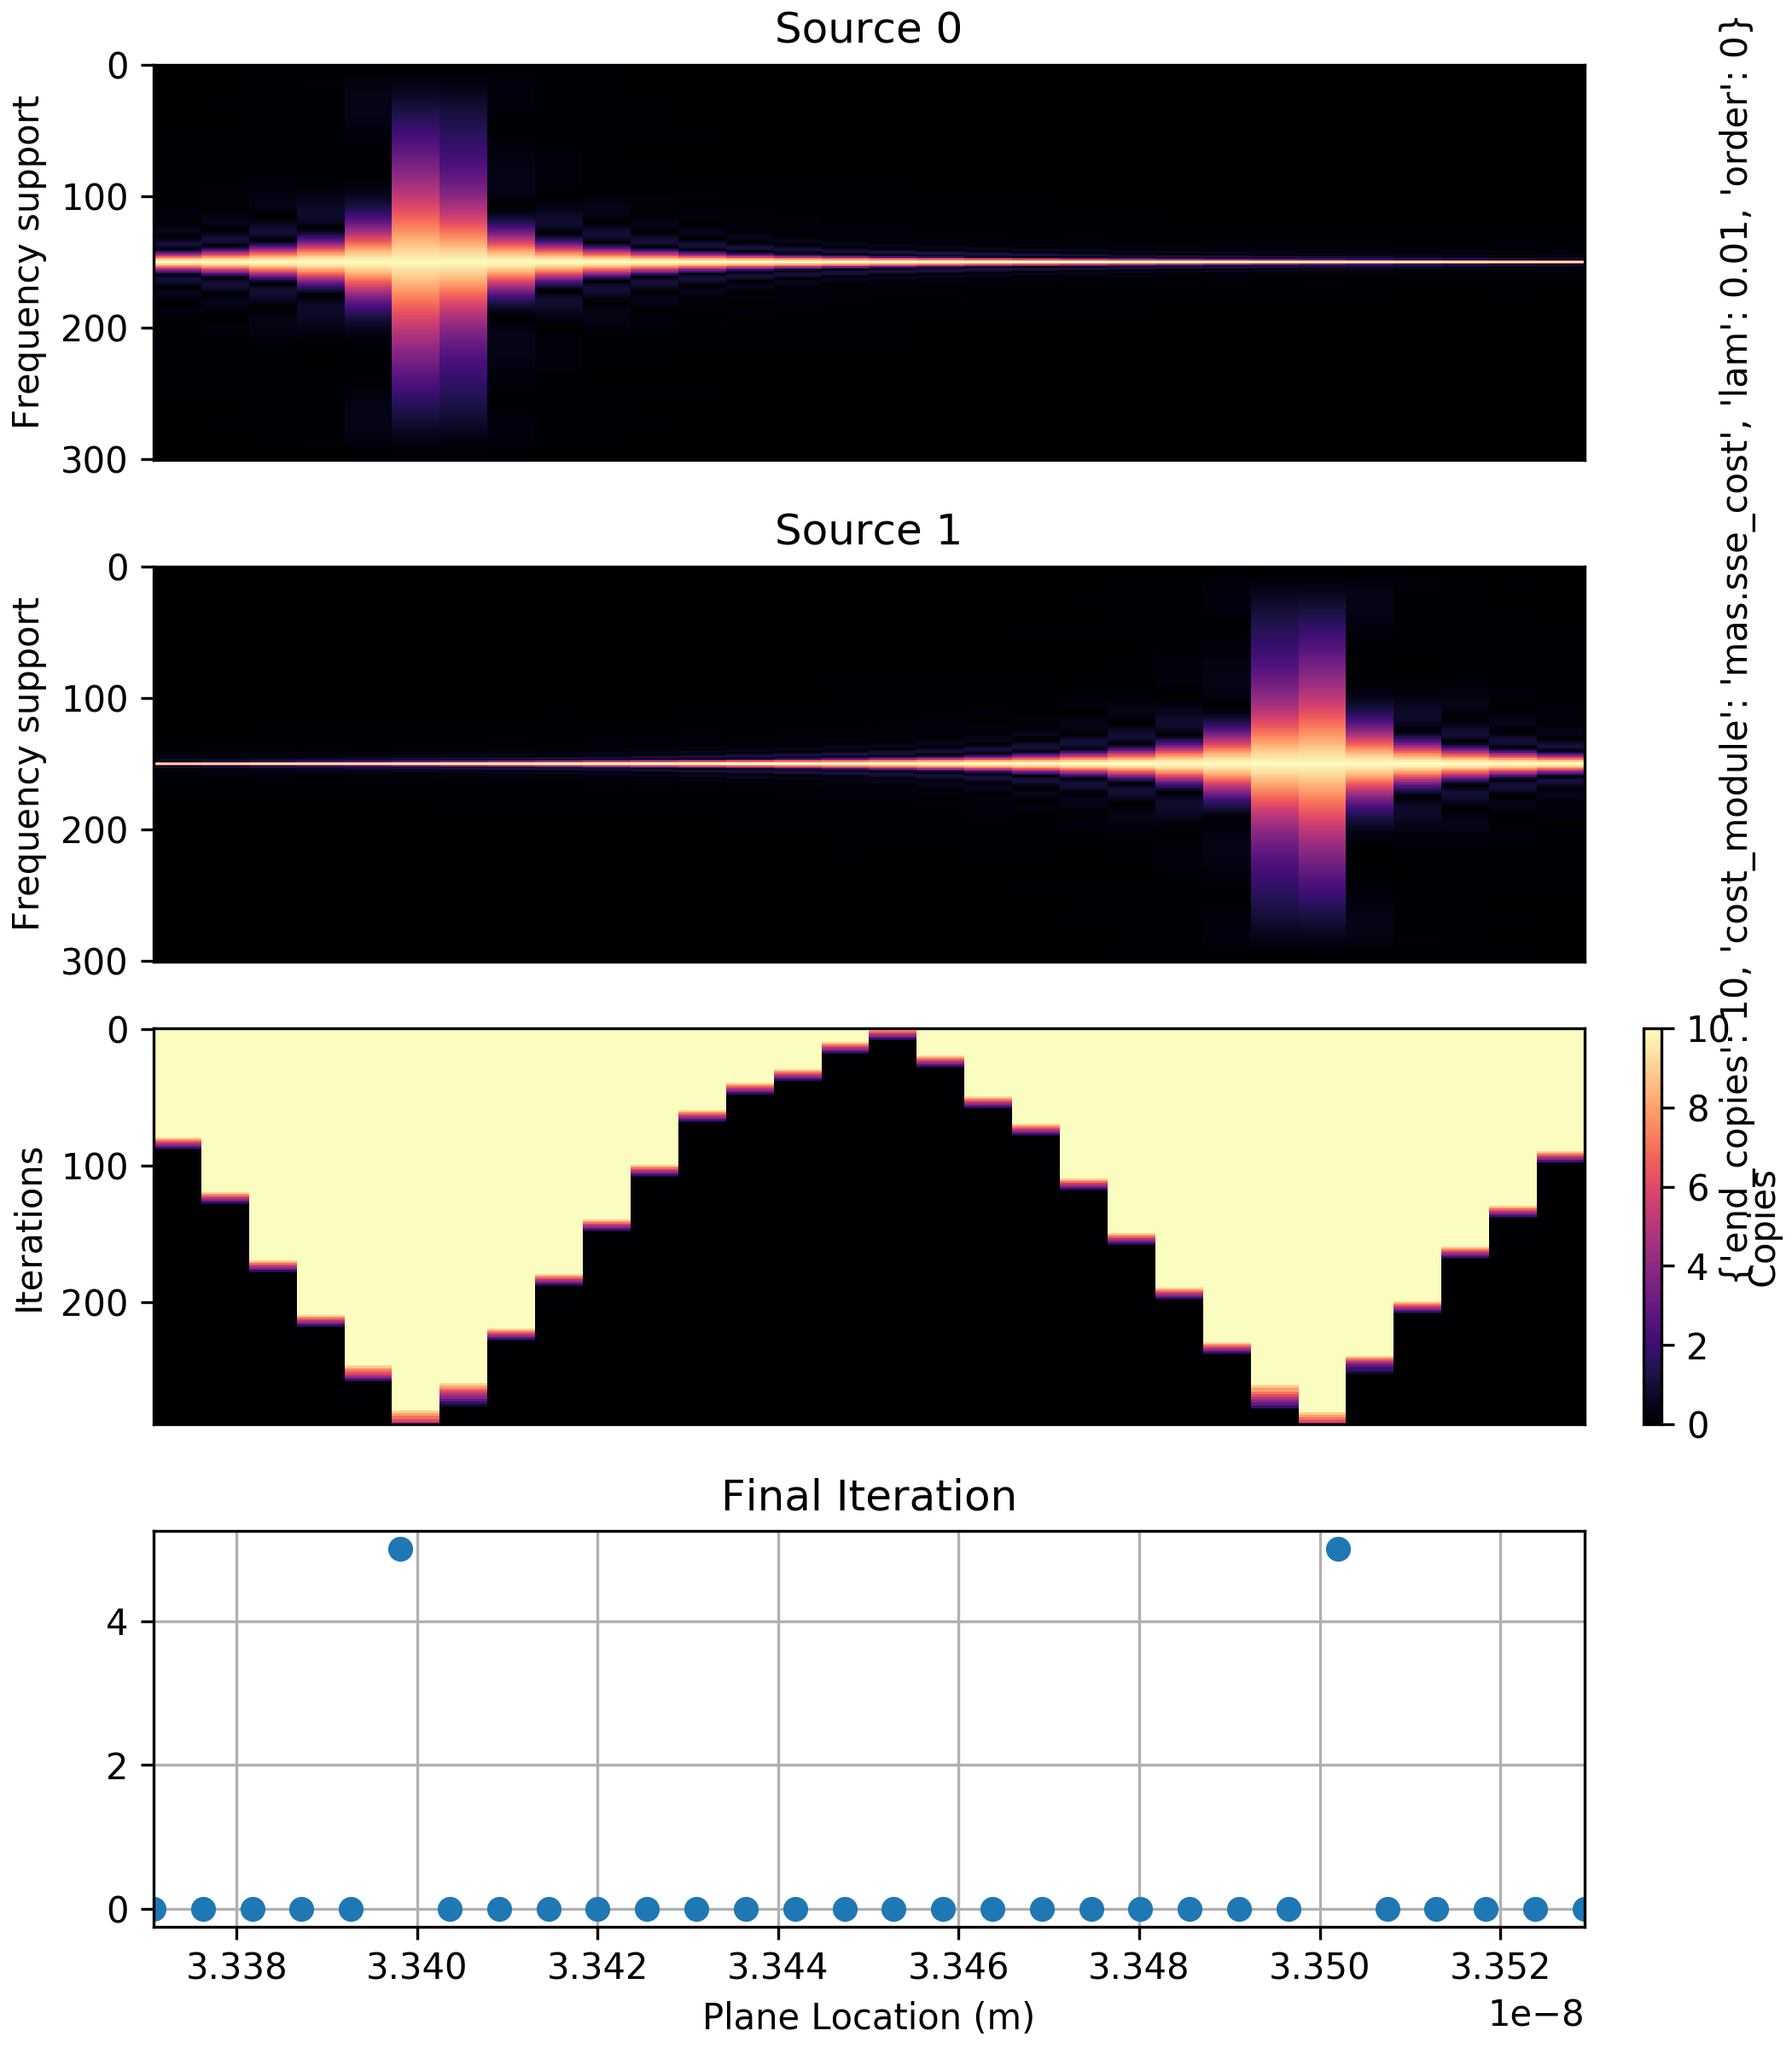 Source 0
Frequency support
0
100
200
300
Source 1
Frequency support
0
100
200
300
Iterations
0
100
200
10
8
6
4
2
0
Copies
{'end_copies': 10, 'cost_module': 'mas.sse_cost', 'lam': 0.01, 'order': 0}
Final Iteration
4
2
0
3.338 3.340 3.342 3.344 3.346 3.348 3.350 3.352
1e−8
Plane Location (m)